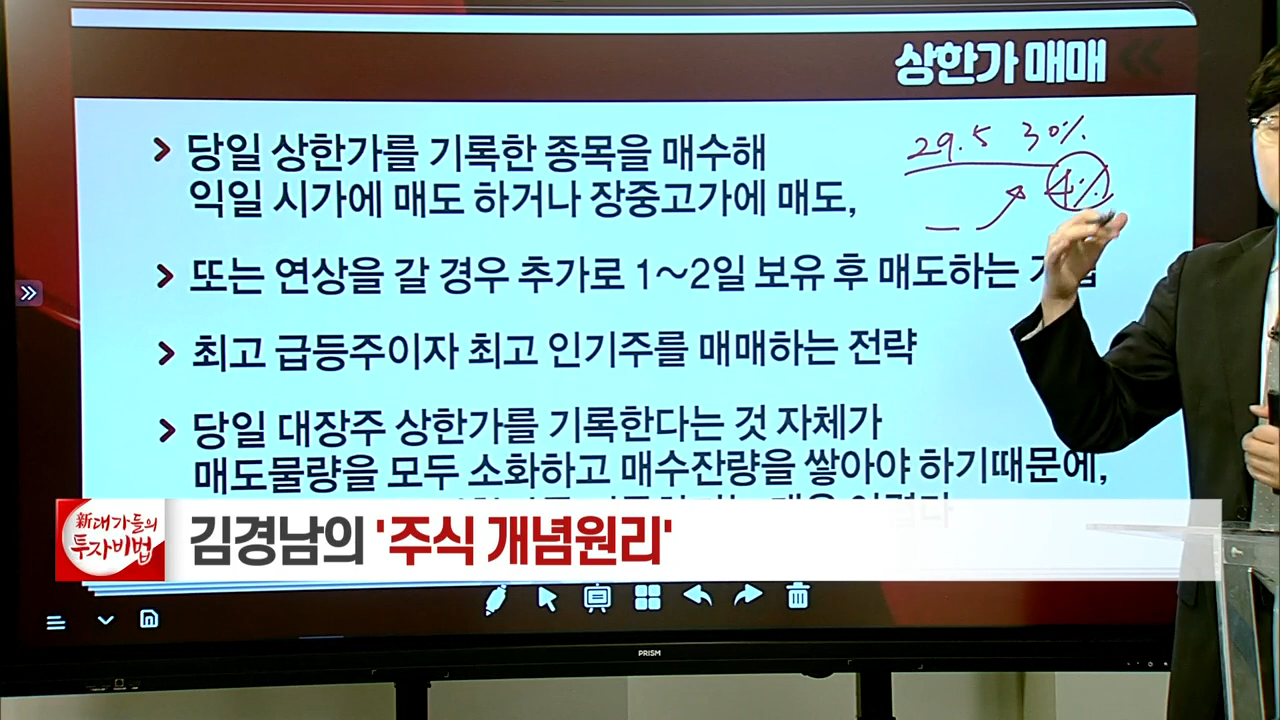 상한가 매매
29.5 30%
4%
당일 상한가를 기록한 종목을 매수해
익일 시가에 매도 하거나 장중고가에 매도,
또는 연상을 갈 경우 추가로 1~2일 보유 후 매도하는
최고 급등주이자 최고 인기주를 매매하는 전략
당일 대장주 상한가를 기록한다는 것 자체가
매도물량을 모두 소화하고 매수잔량을 쌓아야 하기때문에,
新대가들의
투자비법
김경남의 '주식 개념원리'
PRISM